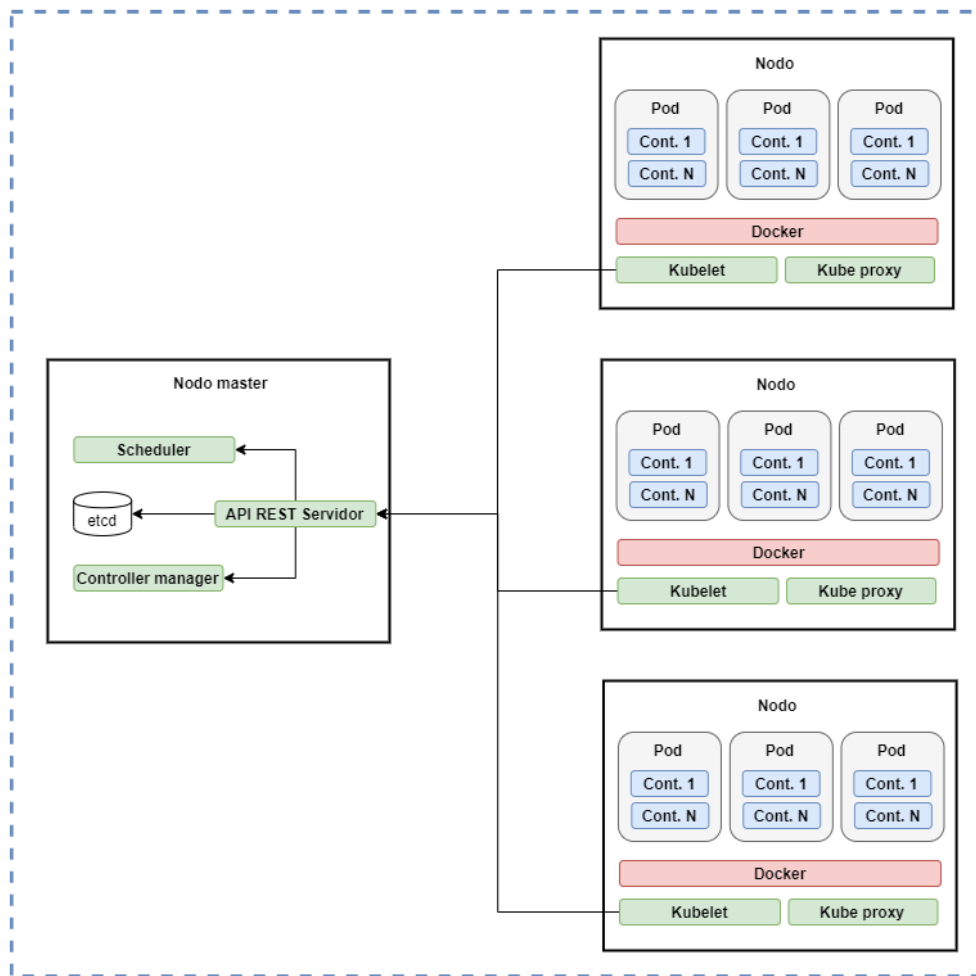 Nodo
Pod Pod Pod
Cont. 1 Cont. 1 Cont. 1
Cont. N Cont. N Cont. N
Docker
Kubelet Kube proxy
Nodo master
Scheduler
etcd
API REST Servidor
Controller manager
Nodo
Pod Pod Pod
Cont. 1 Cont. 1 Cont. 1
Cont. N Cont. N Cont. N
Docker
Kubelet Kube proxy
Nodo
Pod Pod Pod
Cont. 1 Cont. 1 Cont. 1
Cont. N Cont. N Cont. N
Docker
Kubelet Kube proxy